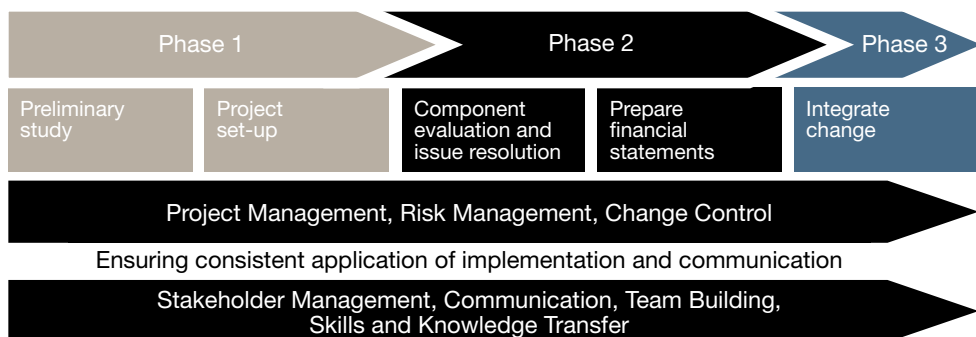 Phase 1
Phase 2
Phase 3
Preliminary
study
Project
set-up
Component
evaluation and
issue resolution
Prepare
financial
statements
Integrate
change
Project Management, Risk Management, Change Control
Ensuring consistent application of implementation and communication
Stakeholder Management, Communication, Team Building,
Skills and Knowledge Transfer